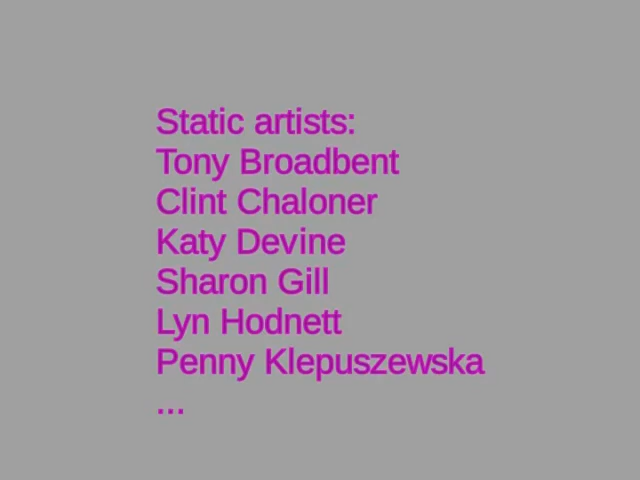 Static artists:
Tony Broadbent
Clint Chaloner
Katy Devine
Sharon Gill
Lyn Hodnett
Penny Klepuszewska
...